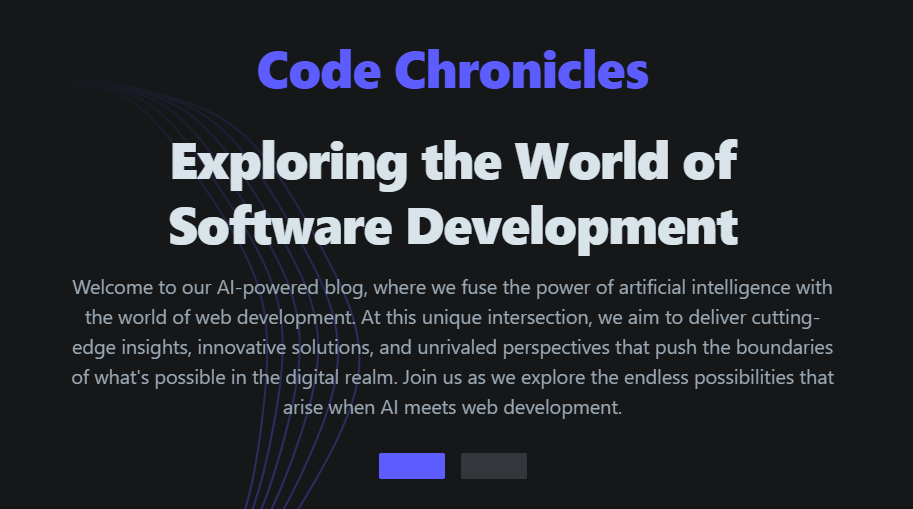 Code Chronicles
Exploring the World of
Software Development
Welcome to our AI-powered blog, where we fuse the power of artificial intelligence with
the world of web development. At this unique intersection, we aim to deliver cutting-
edge insights, innovative solutions, and unrivaled perspectives that push the boundaries
of what's possible in the digital realm. Join us as we explore the endless possibilities that
arise when AI meets web development.